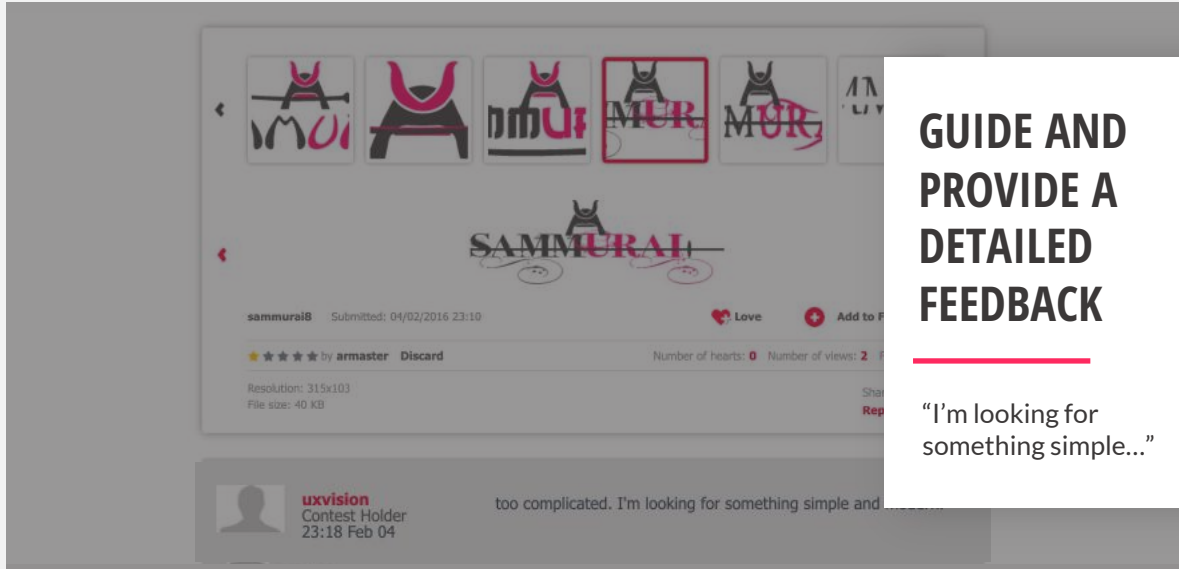 SAMMURAI
sammurai8 Submitted: 04/02/2016 23:10 Love Add to F
by armaster Discard Number of hearts: 0 Number of views: 2
Resolution: 315x103
File size: 40 KB
uxvision
Contest Holder
23:18 Feb 04
too complicated. I'm looking for something simple and
GUIDE AND
PROVIDE A
DETAILED
FEEDBACK
“I’m looking for
something simple…”